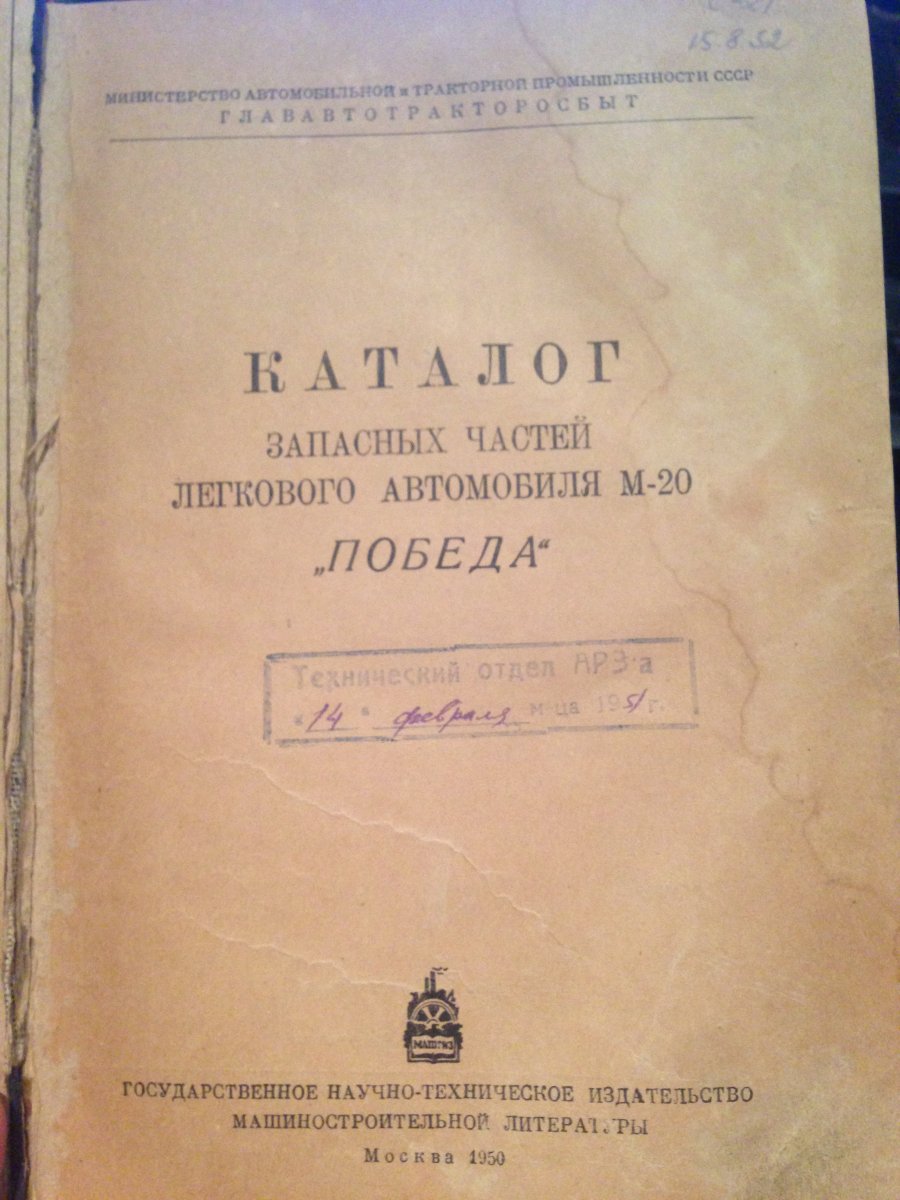 15.8.52
МИНИСТЕРСТВО АВТОМОБИЛЬНОЙ и ТРАКТОРНОЙ ПРОМЫШЛЕННОСТИ СССР
ГЛАВАВТОТРАКТОРОСБЫТ
КАТАЛОГ
ЗАПАСНЫХ ЧАСТЕЙ
ЛЕГКОВОГО АВТОМОБИЛЯ М-20
„ПОБЕДА“
Технический отдел АРЗ-а
«14» февраля м-ца 1951 г.
МАШГИЗ
ГОСУДАРСТВЕННОЕ НАУЧНО-ТЕХНИЧЕСКОЕ ИЗДАТЕЛЬСТВО
МАШИНОСТРОИТЕЛЬНОЙ ЛИТЕРАТУРЫ
Москва 1950